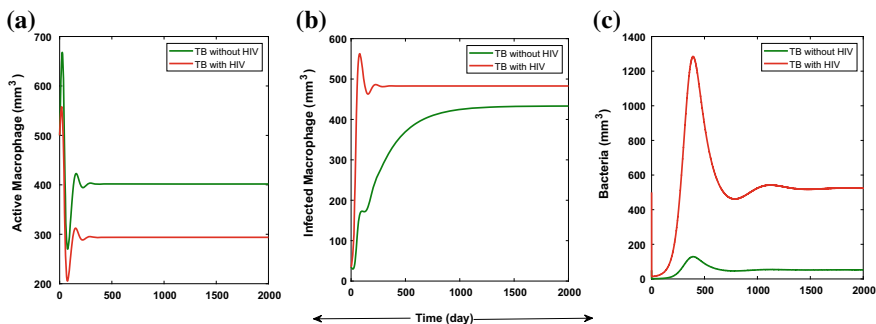 (a)
700
600
500
400
300
200
0
500
1000
1500
2000
Active Macrophage (mm3)
TB without HIV
TB with HIV
(b)
600
500
400
300
200
100
0
0
500
1000
1500
2000
Infected Macrophage (mm3)
TB without HIV
TB with HIV
Time (day)
(c)
1400
1200
1000
800
600
400
200
0
0
500
1000
1500
2000
Bacteria (mm3)
TB without HIV
TB with HIV